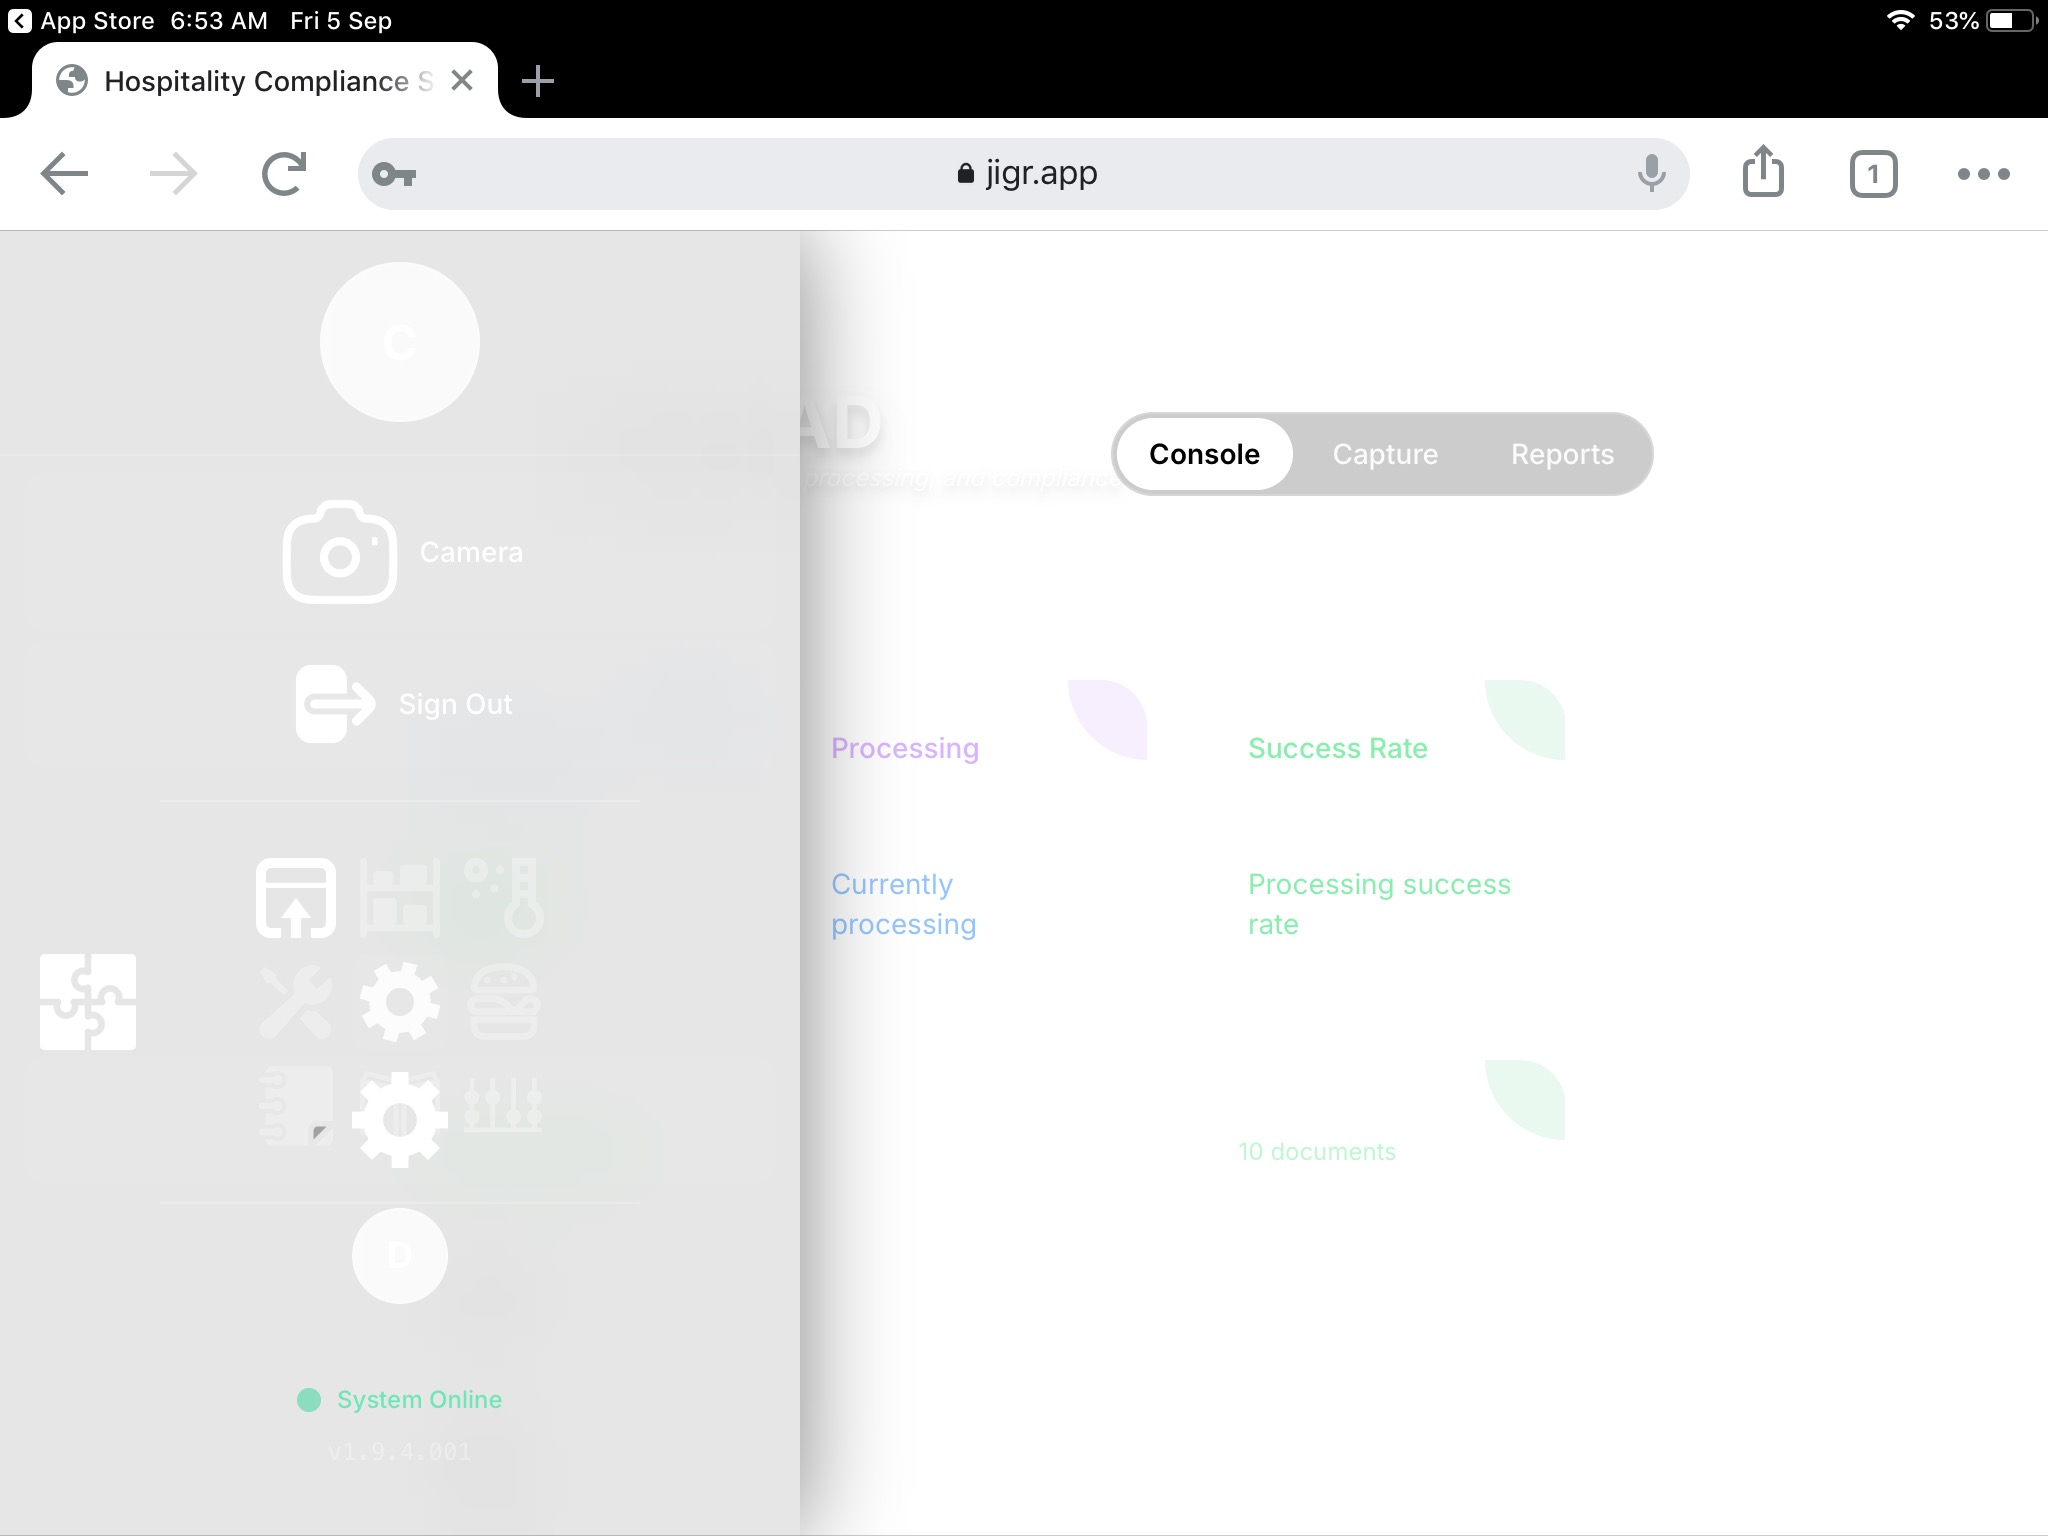 App Store 6:53 AM Fri 5 Sep
53%
Hospitality Compliance S
jigr.app
1
C
AD
processing, and compliance
Console
Capture
Reports
Camera
Sign Out
Processing
Success Rate
Currently
processing
Processing success
rate
10 documents
D
System Online
v1.9.4.001